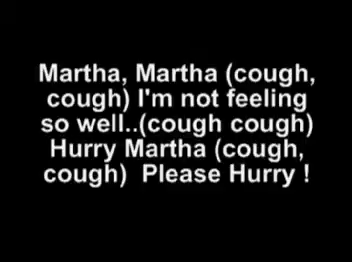 Martha, Martha (cough,
cough) I'm not feeling
so well..(cough cough)
Hurry Martha (cough,
cough)  Please Hurry !